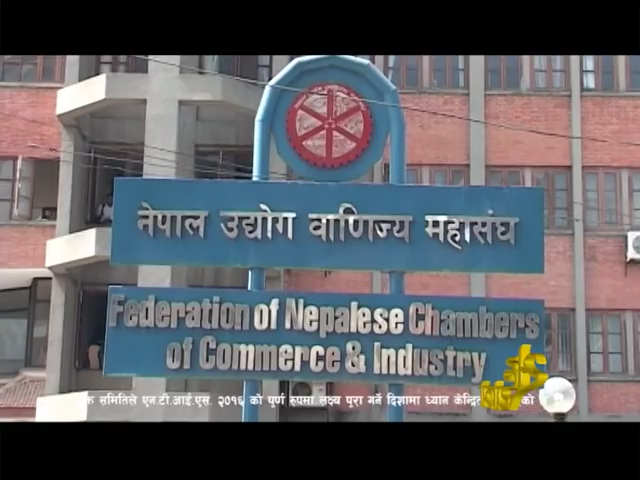 नेपाल उद्योग वाणिज्य महासंघ
Federation of Nepalese Chambers
of Commerce & Industry
समितिले एन.टी.आई.एस. २०१६ को पूर्ण रुपमा लक्ष्य पूरा गर्ने दिशामा ध्यान को